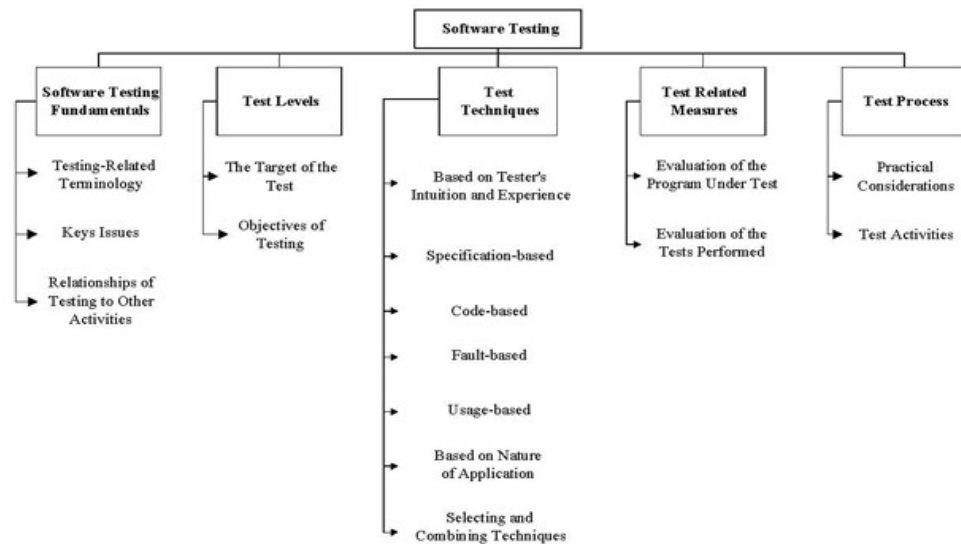 Software Testing
Software Testing
Fundamentals
Testing-Related
Terminology
Keys Issues
Relationships of
Testing to Other
Activities
Test Levels
The Target of the
Test
Objectives of
Testing
Test
Techniques
Based on Tester's
Intuition and Experience
Specification-based
Code-based
Fault-based
Usage-based
Based on Nature
of Application
Selecting and
Combining Techniques
Test Related
Measures
Evaluation of the
Program Under Test
Evaluation of the
Tests Performed
Test Process
Practical
Considerations
Test Activities